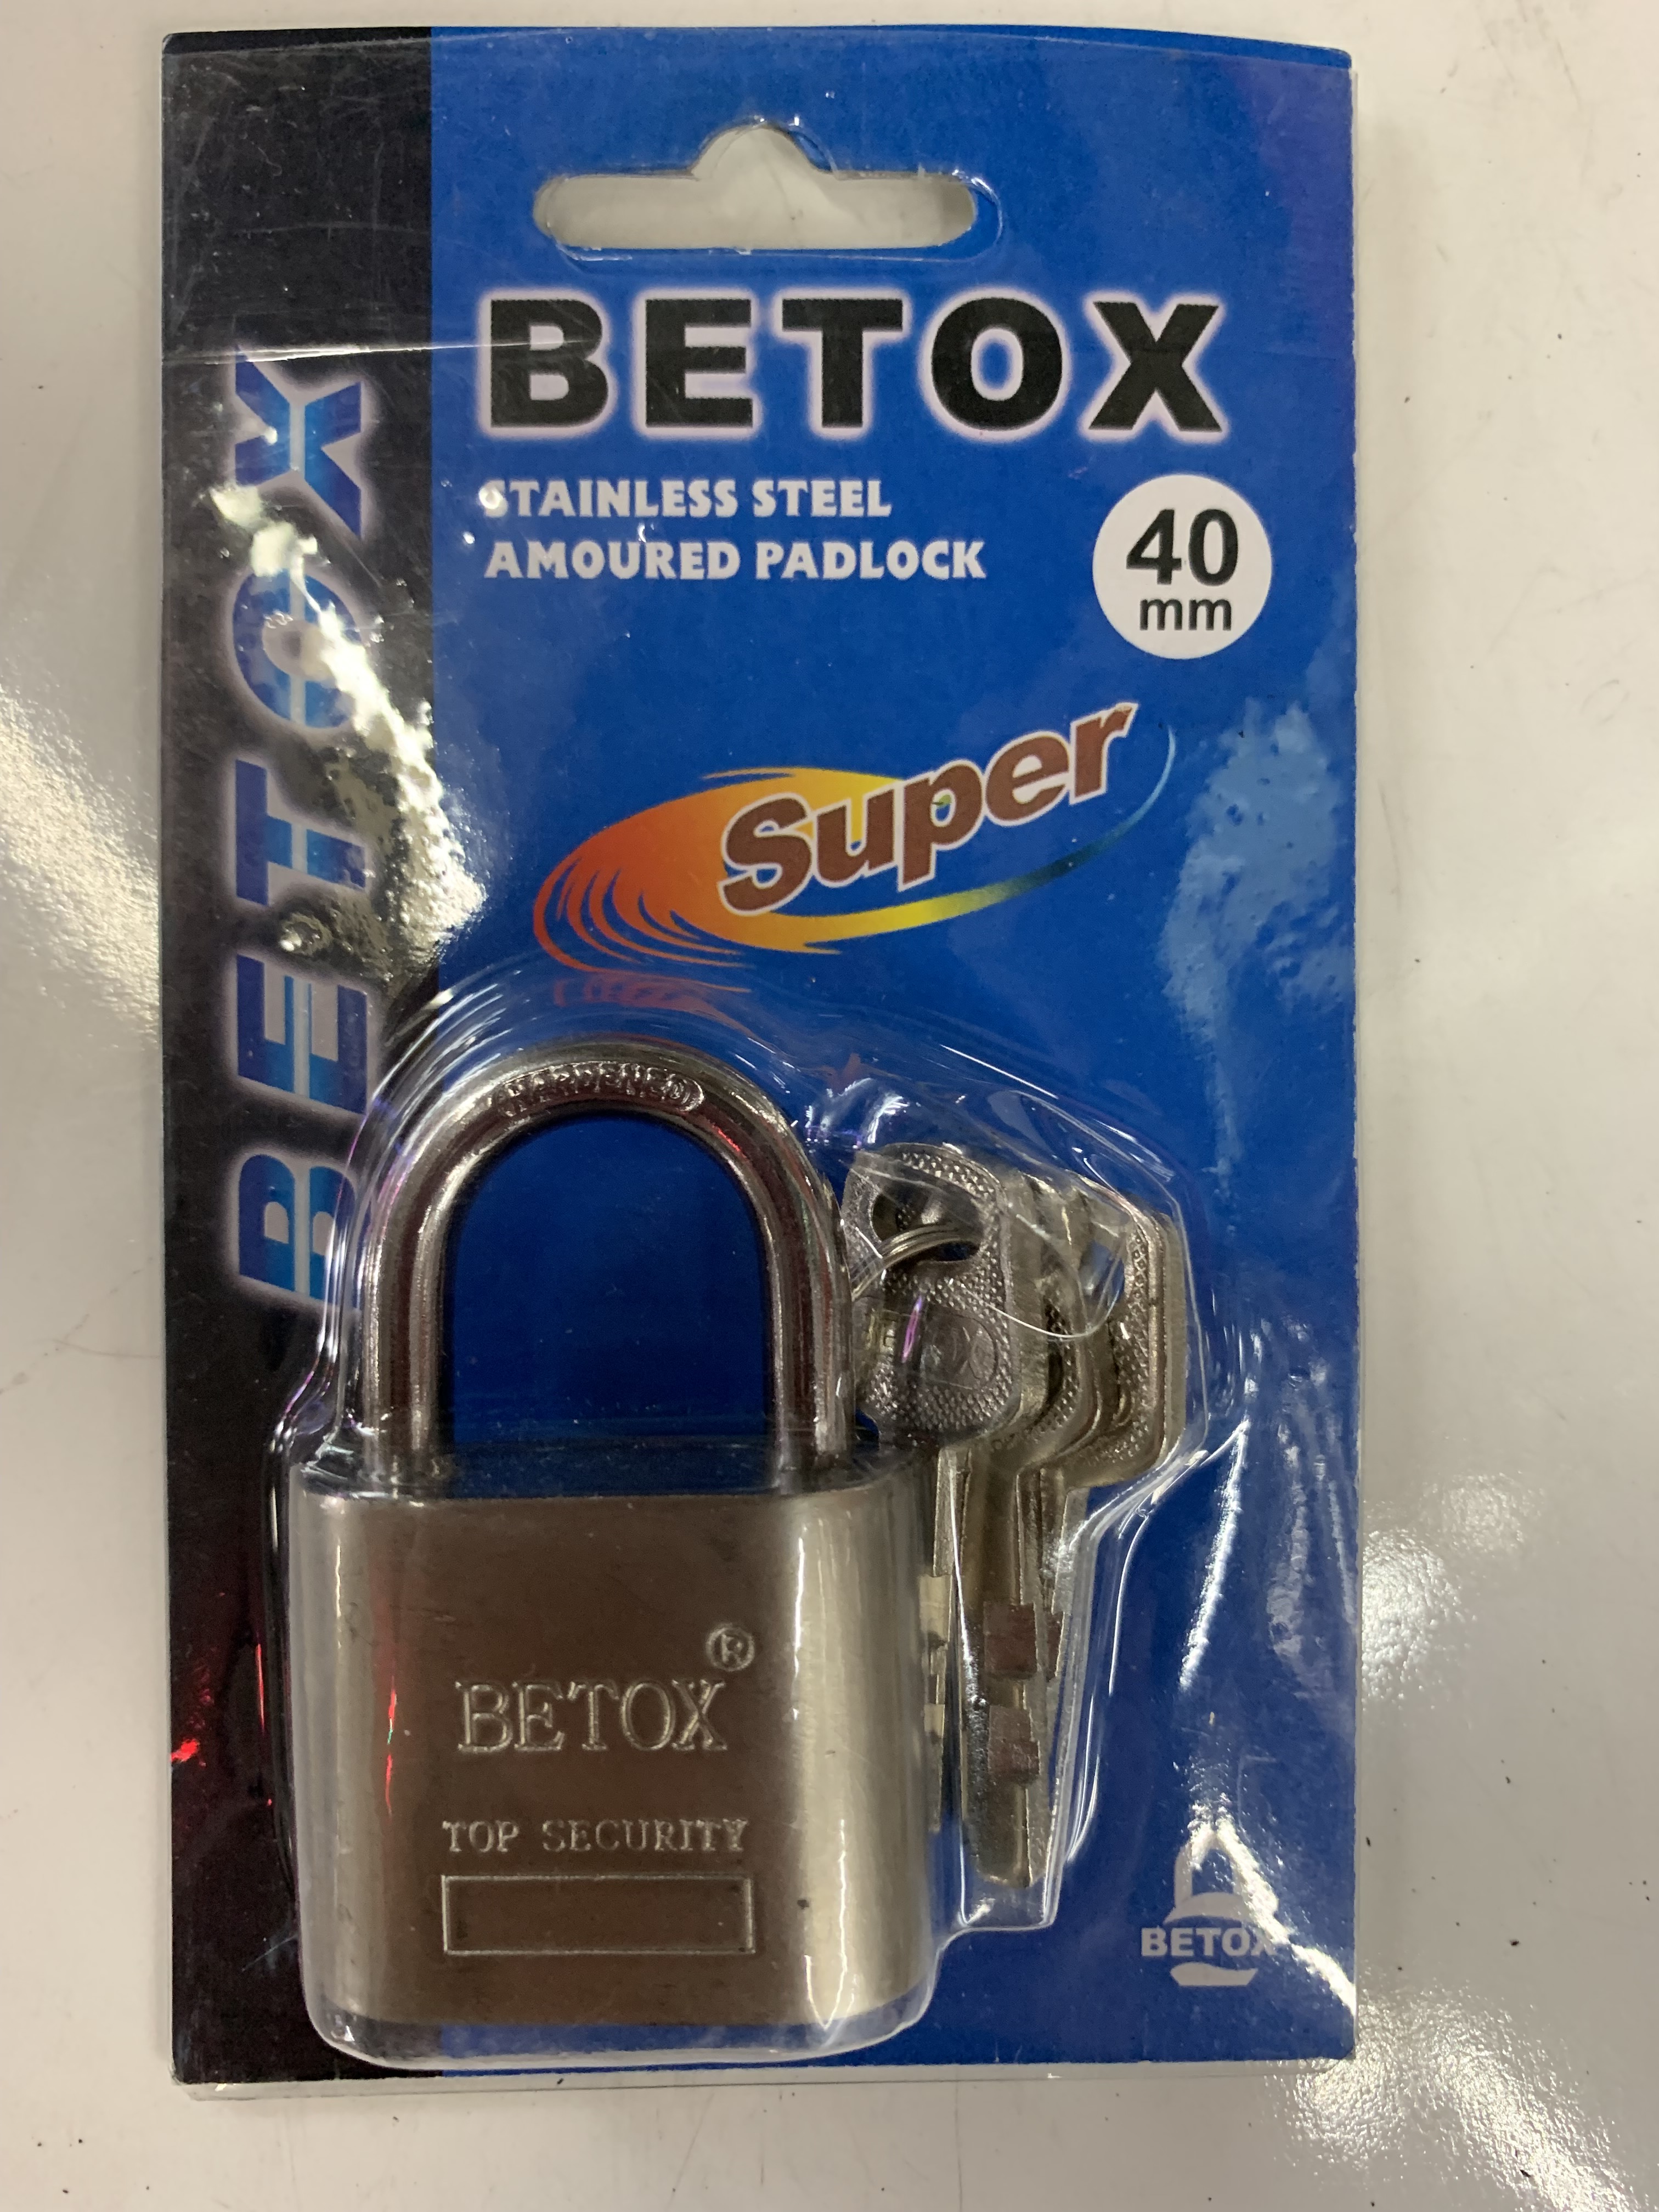 BETOX
STAINLESS STEEL
AMOURED PADLOCK
40
mm
Super
BETOX
HARDENED
BETOX ®
TOP SECURITY
BETOX